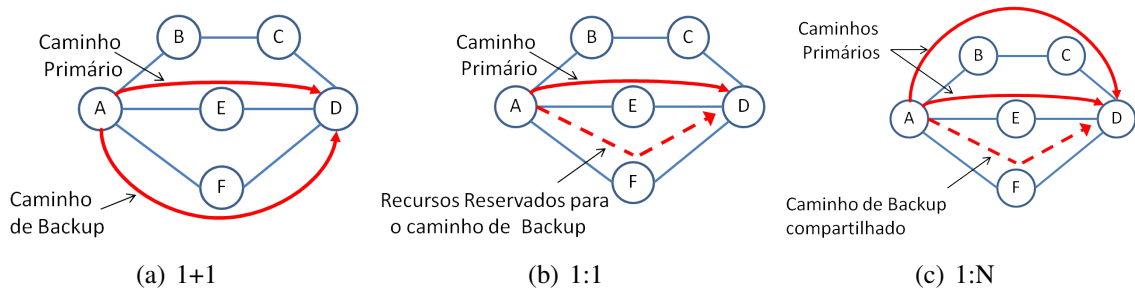 Caminho
Primário
B
C
A
E
D
F
Caminho
de Backup
(a) 1+1
Caminho
Primário
B
C
A
E
D
F
Recursos Reservados para
o caminho de Backup
(b) 1:1
Caminhos
Primários
B
C
A
E
D
F
Caminho de Backup
compartilhado
(c) 1:N